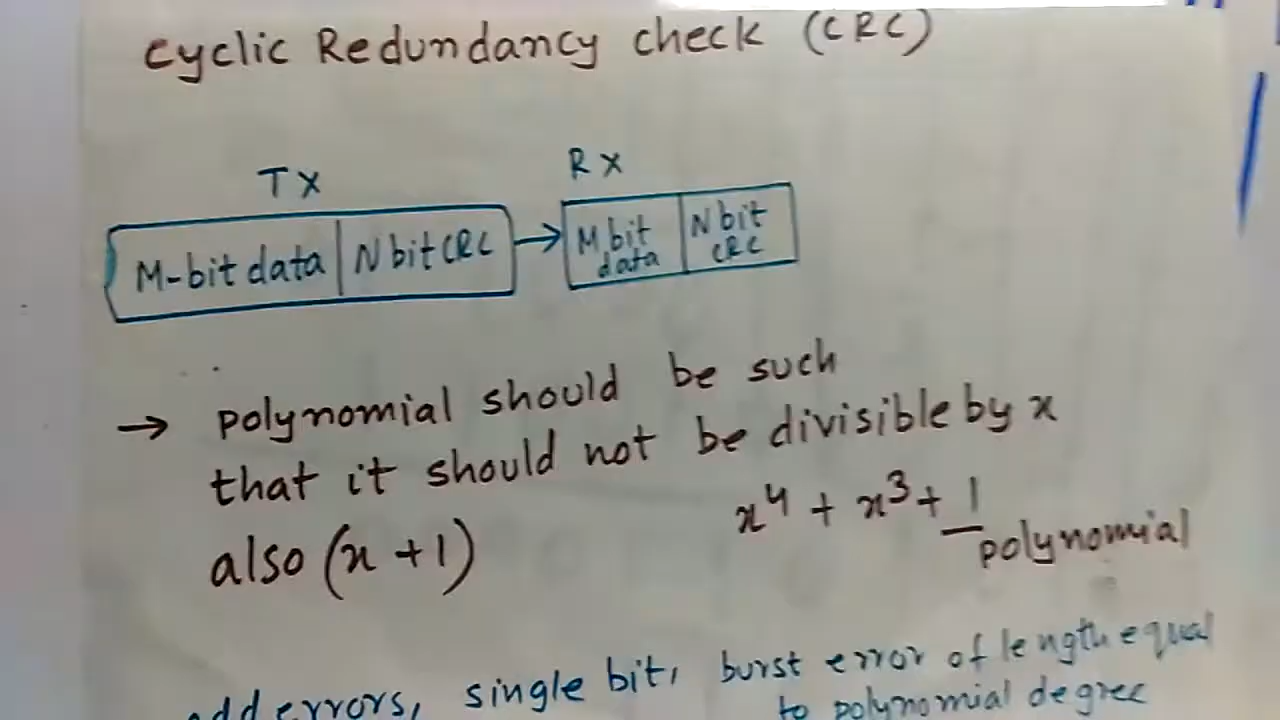 cyclic Redundancy check (CRC)
TX
RX
M-bit data | N bit CRC → M bit data | N bit CRC
→ polynomial should be such
that it should not be divisible by x
also (x + 1)
x⁴ + x³ + 1
polynomial
odd errors, single bit, burst error of length equal
to polynomial degree